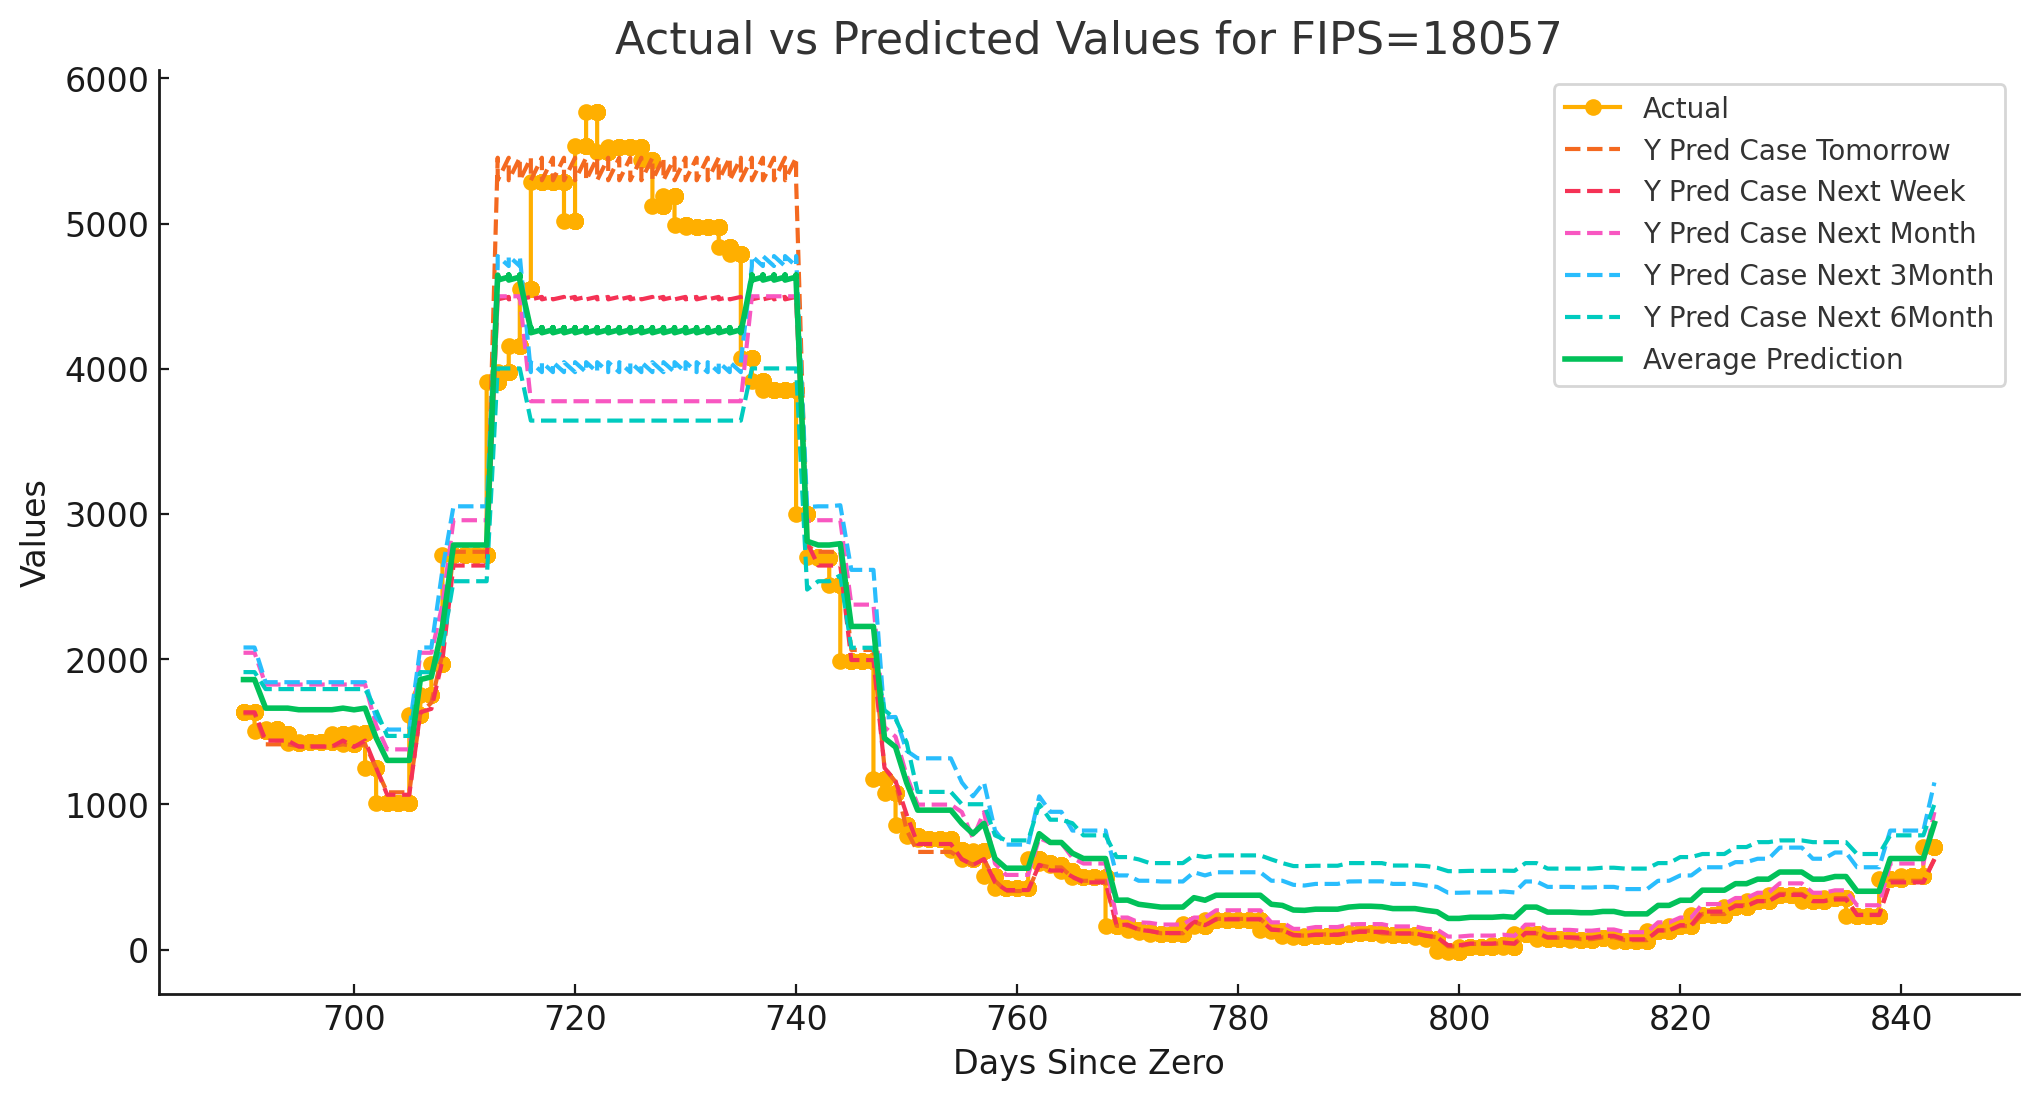 Actual vs Predicted Values for FIPS=18057
6000
5000
4000
3000
2000
1000
0
Values
Actual
Y Pred Case Tomorrow
Y Pred Case Next Week
Y Pred Case Next Month
Y Pred Case Next 3Month
Y Pred Case Next 6Month
Average Prediction
700 720 740 760 780 800 820 840
Days Since Zero